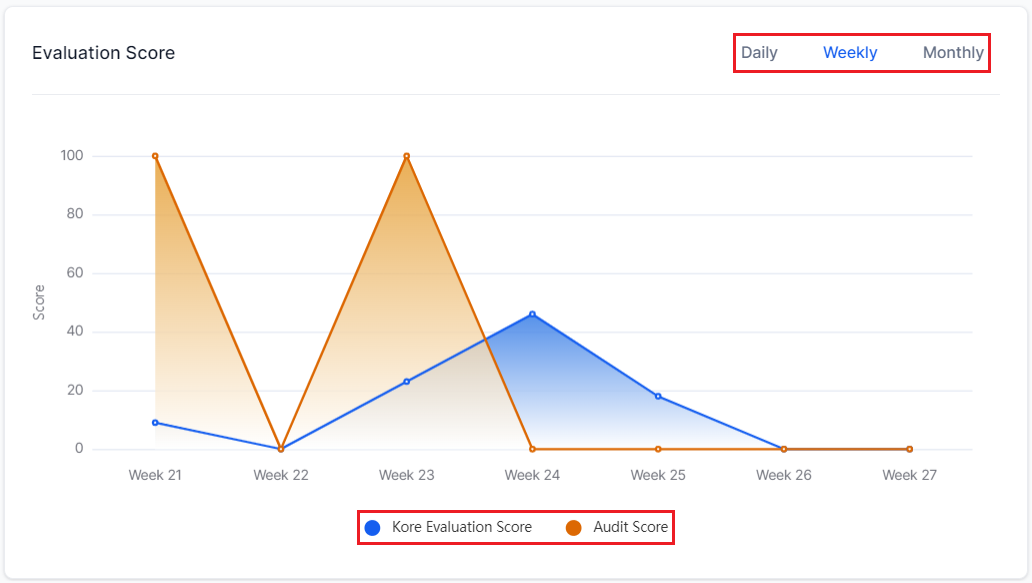 Evaluation Score
Daily Weekly Monthly
Score
100
80
60
40
20
0
Week 21 Week 22 Week 23 Week 24 Week 25 Week 26 Week 27
Kore Evaluation Score Audit Score